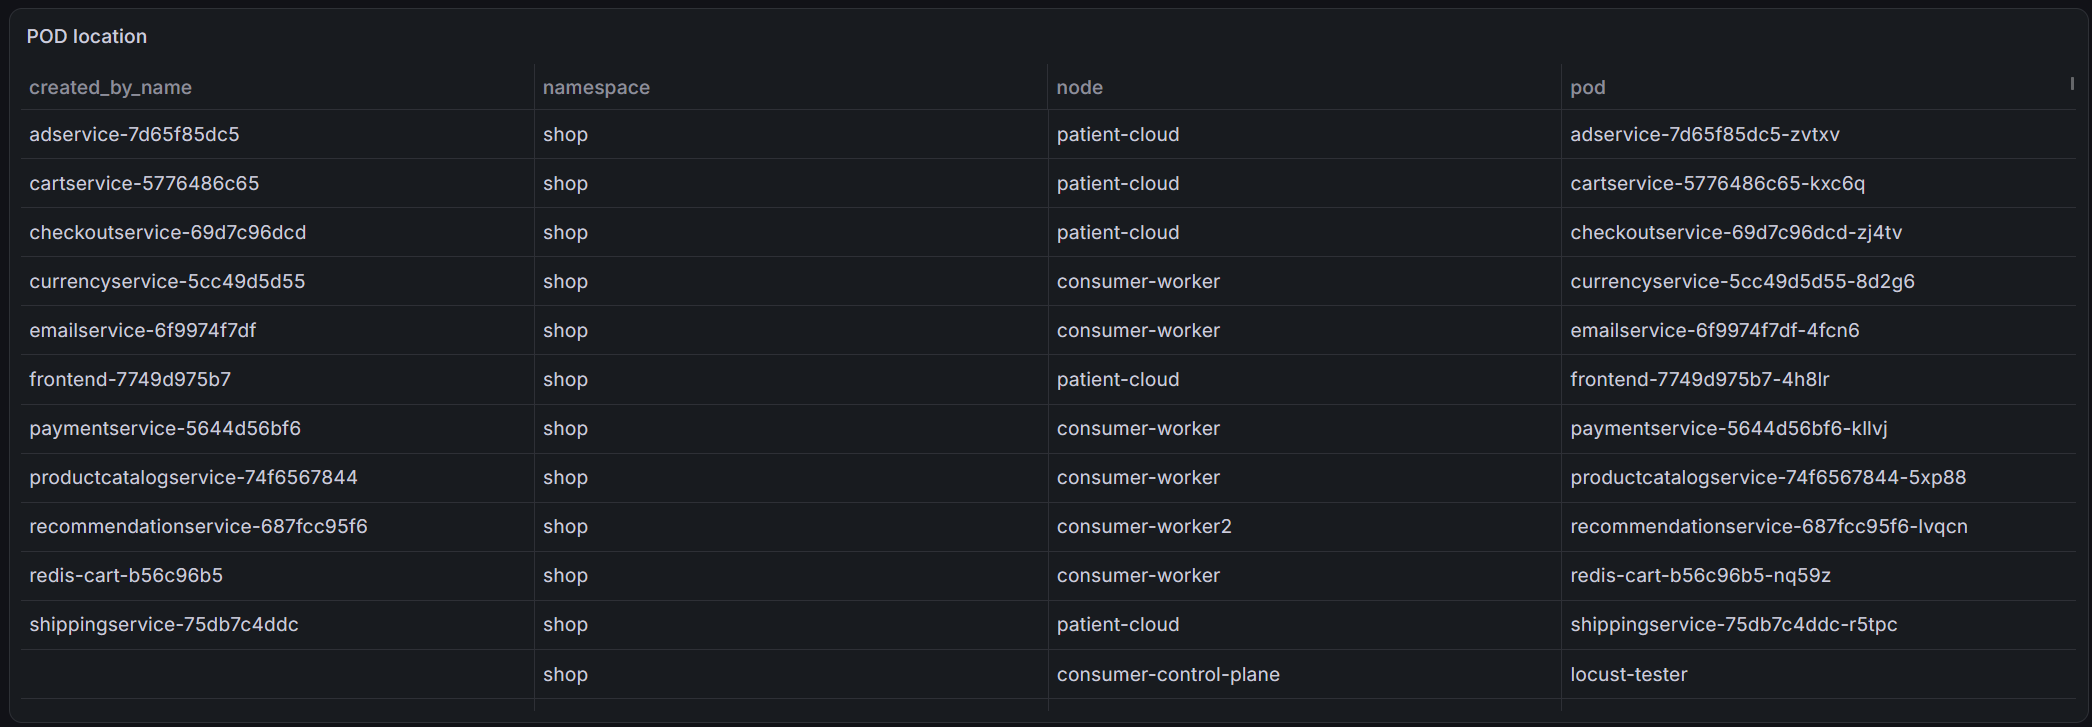 POD location
created_by_name namespace node pod
adservice-7d65f85dc5 shop patient-cloud adservice-7d65f85dc5-zvtxv
cartservice-5776486c65 shop patient-cloud cartservice-5776486c65-kxc6q
checkoutservice-69d7c96dcd shop patient-cloud checkoutservice-69d7c96dcd-zj4tv
currencyservice-5cc49d5d55 shop consumer-worker currencyservice-5cc49d5d55-8d2g6
emailservice-6f9974f7df shop consumer-worker emailservice-6f9974f7df-4fcn6
frontend-7749d975b7 shop patient-cloud frontend-7749d975b7-4h8lr
paymentservice-5644d56bf6 shop consumer-worker paymentservice-5644d56bf6-kllvj
productcatalogservice-74f6567844 shop consumer-worker productcatalogservice-74f6567844-5xp88
recommendationservice-687fcc95f6 shop consumer-worker2 recommendationservice-687fcc95f6-lvqcn
redis-cart-b56c96b5 shop consumer-worker redis-cart-b56c96b5-nq59z
shippingservice-75db7c4ddc shop patient-cloud shippingservice-75db7c4ddc-r5tpc
shop consumer-control-plane locust-tester